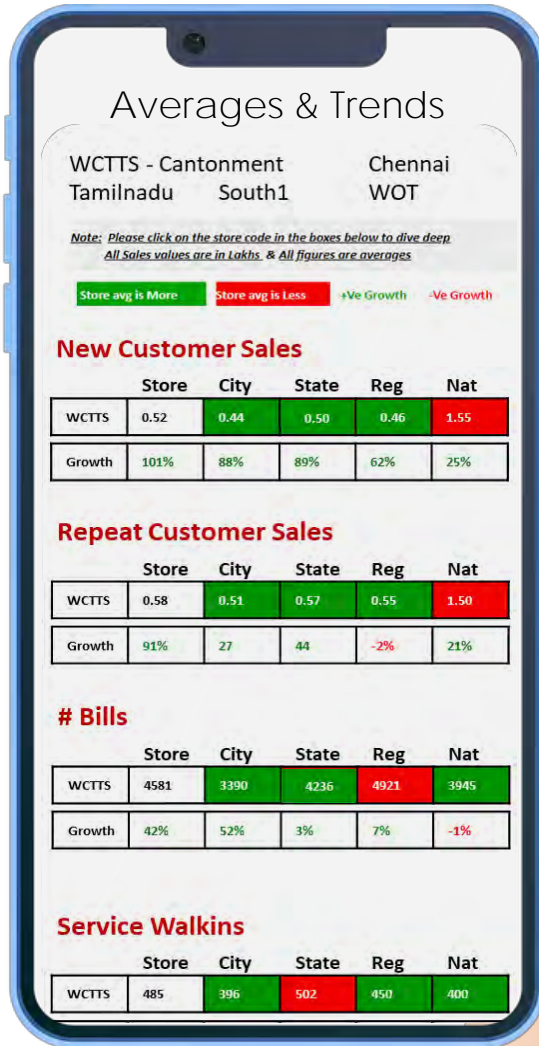 Averages & Trends
WCTTS - Cantonment Chennai
Tamilnadu South1 WOT
Note: Please click on the store code in the boxes below to dive deep
All Sales values are in Lakhs & All figures are averages
Store avg is More Store avg is Less +Ve Growth -Ve Growth
New Customer Sales
Store City State Reg Nat
WCTTS 0.52 0.44 0.50 0.46 1.55
Growth 101% 88% 89% 62% 25%
Repeat Customer Sales
Store City State Reg Nat
WCTTS 0.58 0.51 0.57 0.55 1.50
Growth 91% 27 44 -2% 21%
# Bills
Store City State Reg Nat
WCTTS 4581 3390 4236 4921 3945
Growth 42% 52% 3% 7% -1%
Service Walkins
Store City State Reg Nat
WCTTS 485 396 502 450 400